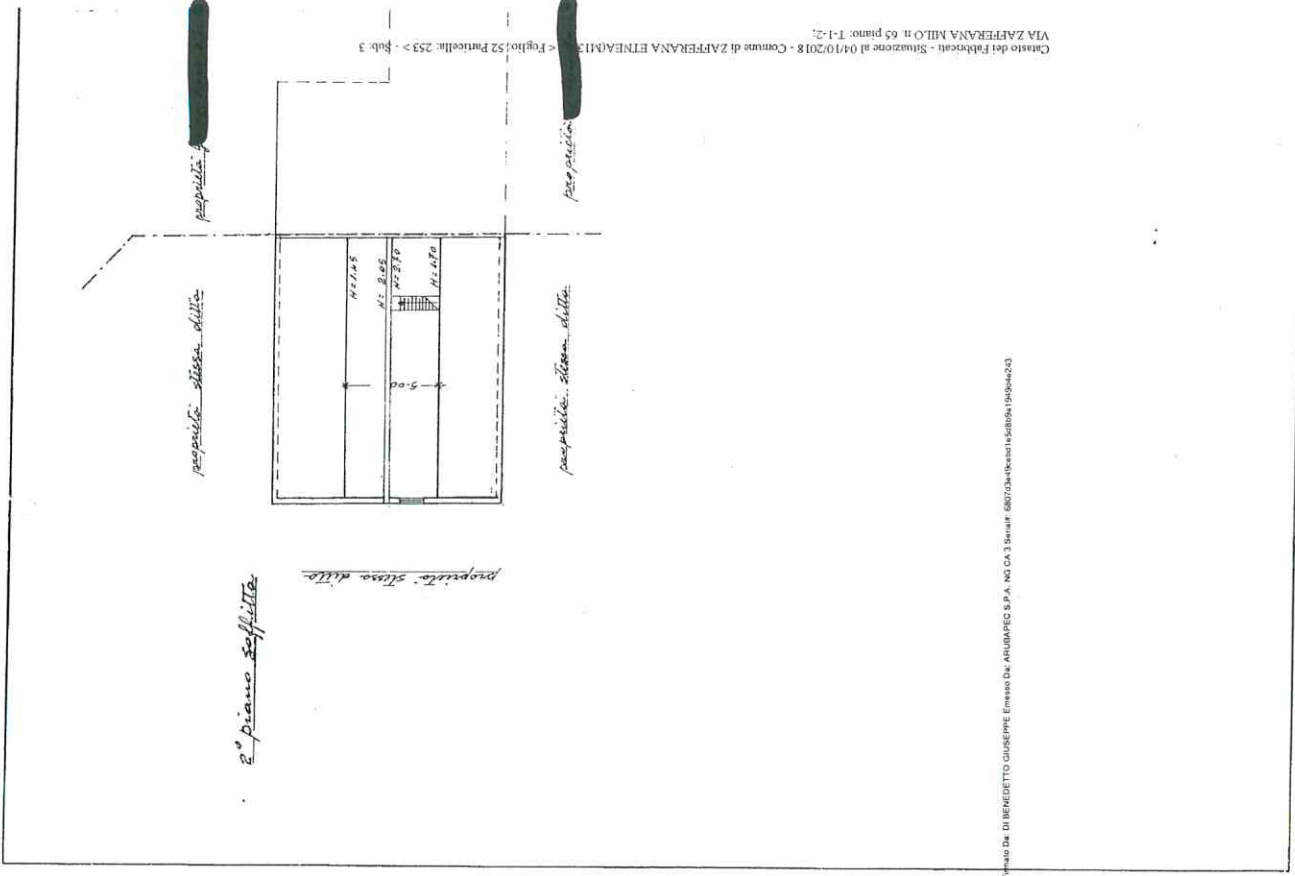 2° piano soffitta
proprietà stessa ditta
proprietà
proprietà stessa ditta
proprietà stessa ditta
proprietà
H=1.45
H= 2.05
H=2.70
H=1.70
5.00
Catasto dei Fabbricati - Situazione al 04/10/2018 - Comune di ZAFFERANA ETNEA(M13 < Foglio: 52 Particella: 253 > - Sub: 3
VIA ZAFFERANA MILO n. 65 piano: T-1-2;
irmato Da: DI BENEDETTO GIUSEPPE Emesso Da: ARUBAPEC S.P.A. NG CA 3 Serial#: